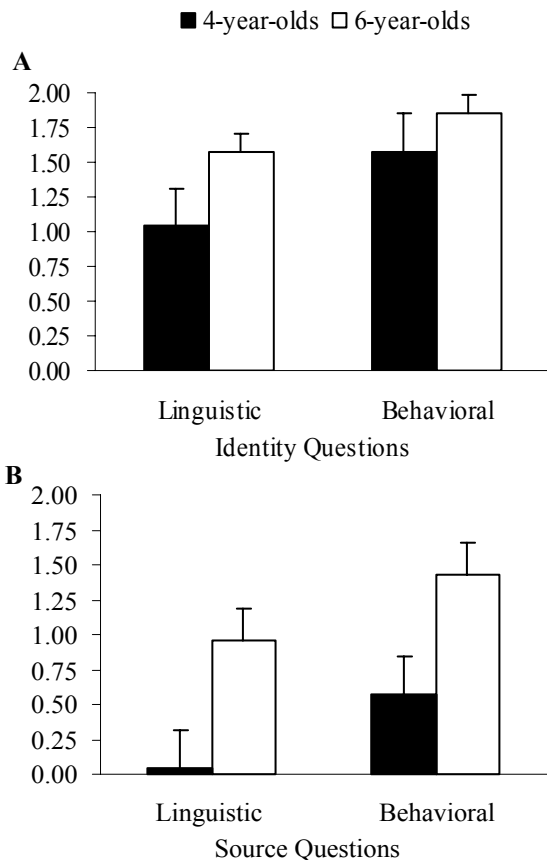 4-year-olds 6-year-olds
A
2.00
1.75
1.50
1.25
1.00
0.75
0.50
0.25
0.00
Linguistic Behavioral
Identity Questions
B
2.00
1.75
1.50
1.25
1.00
0.75
0.50
0.25
0.00
Linguistic Behavioral
Source Questions